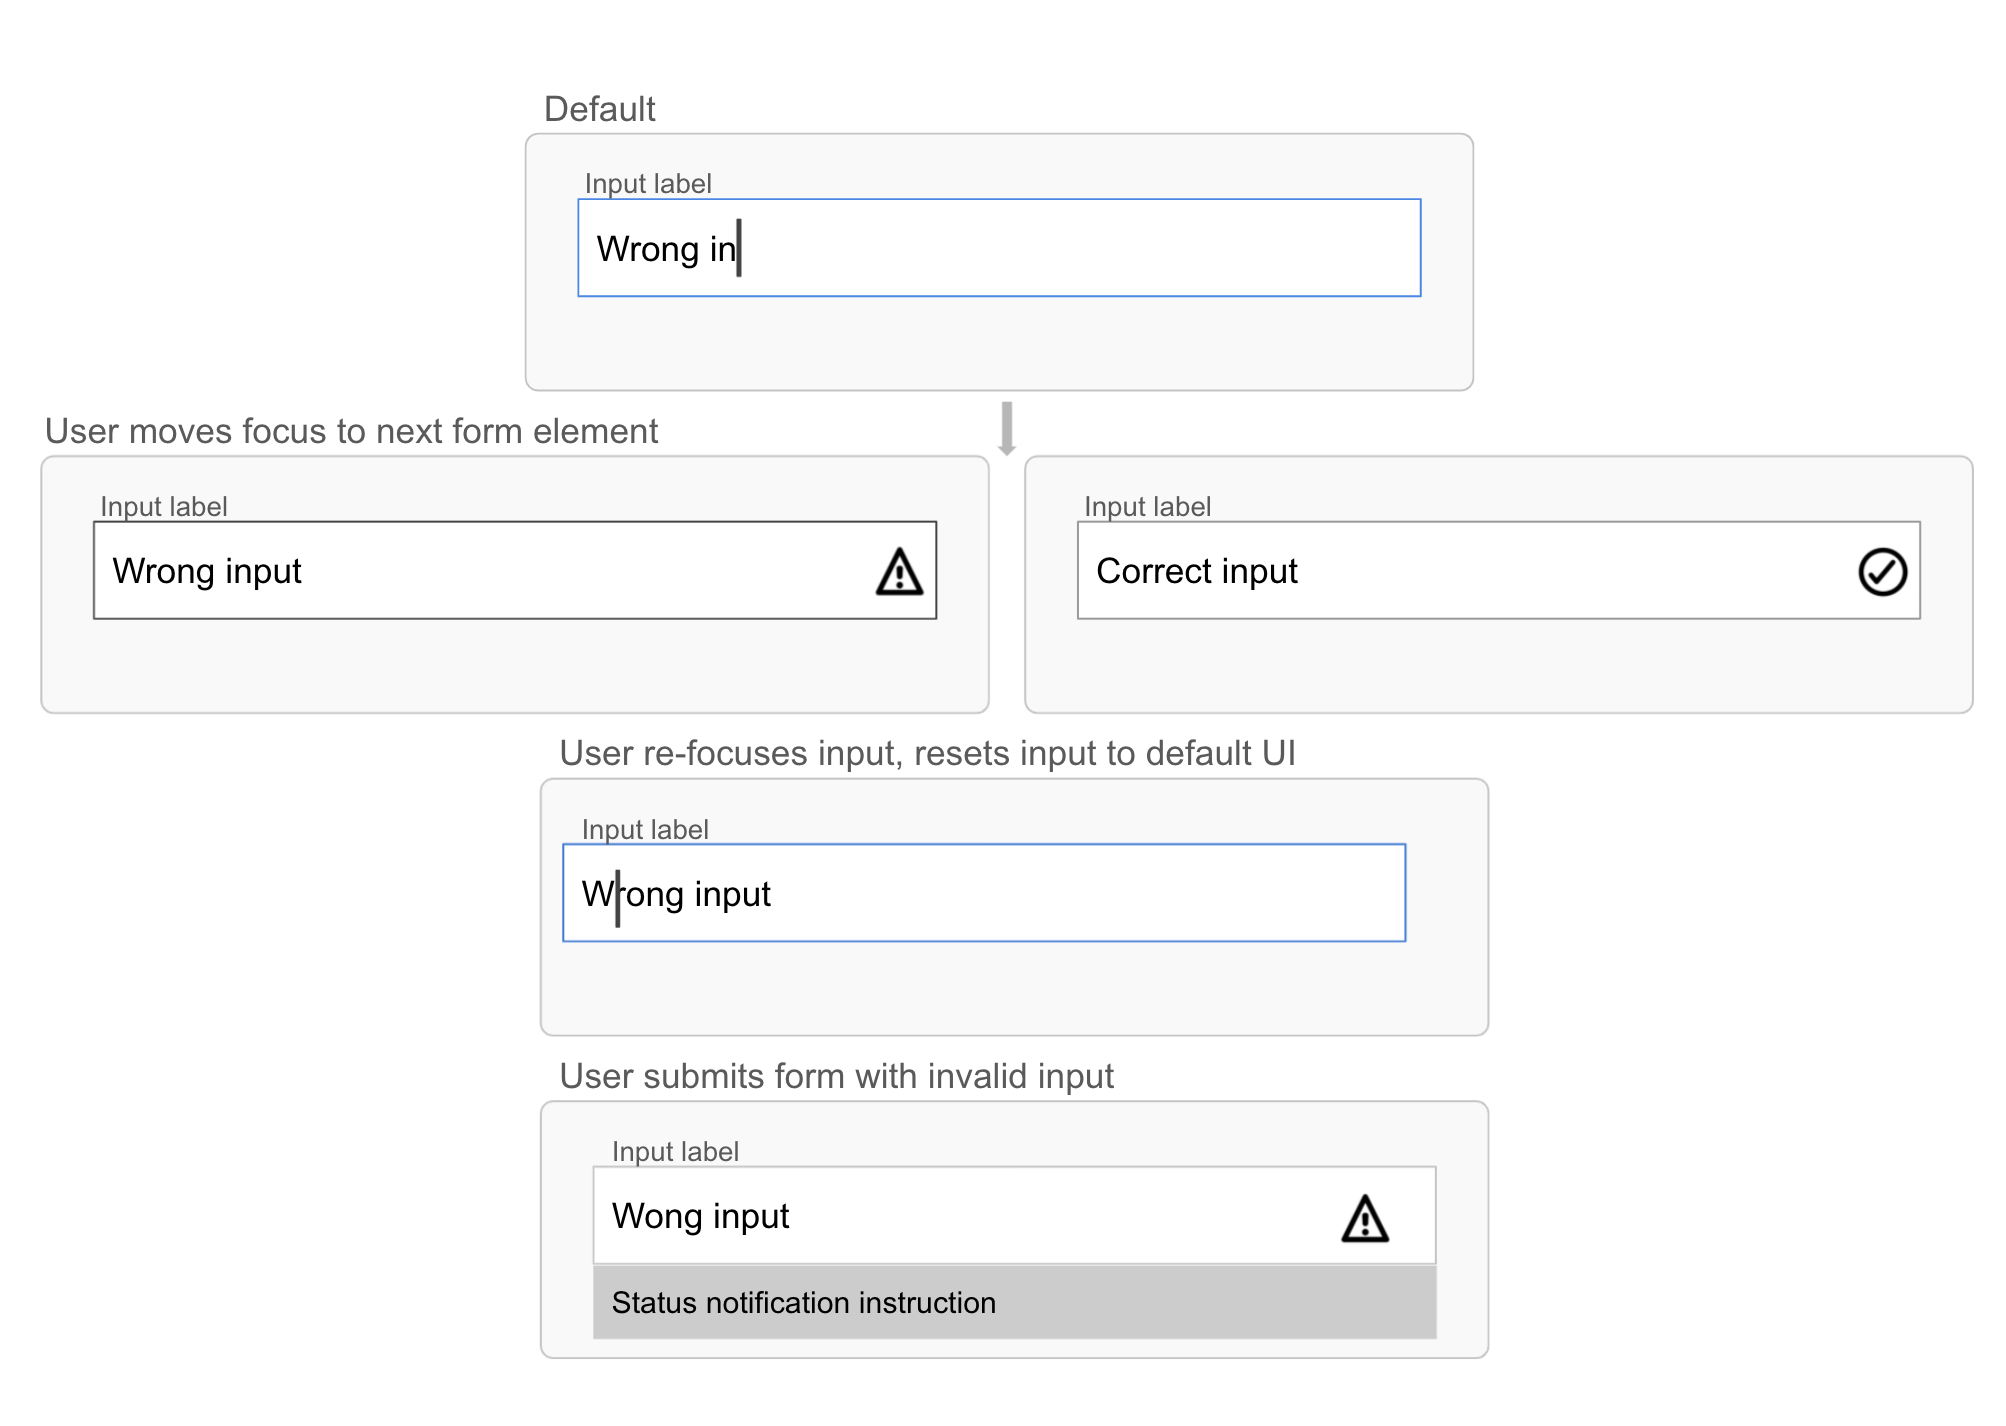 Default
Input label
Wrong in
User moves focus to next form element
Input label
Wrong input
Input label
Correct input
User re-focuses input, resets input to default UI
Input label
Wrong input
User submits form with invalid input
Input label
Wong input
Status notification instruction